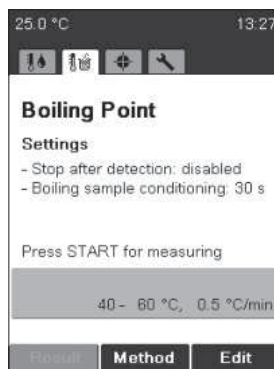 25.0 °C 13:27
Boiling Point
Settings
- Stop after detection: disabled
- Boiling sample conditioning: 30 s
Press START for measuring
40 - 60 °C, 0.5 °C/min
Result Method Edit